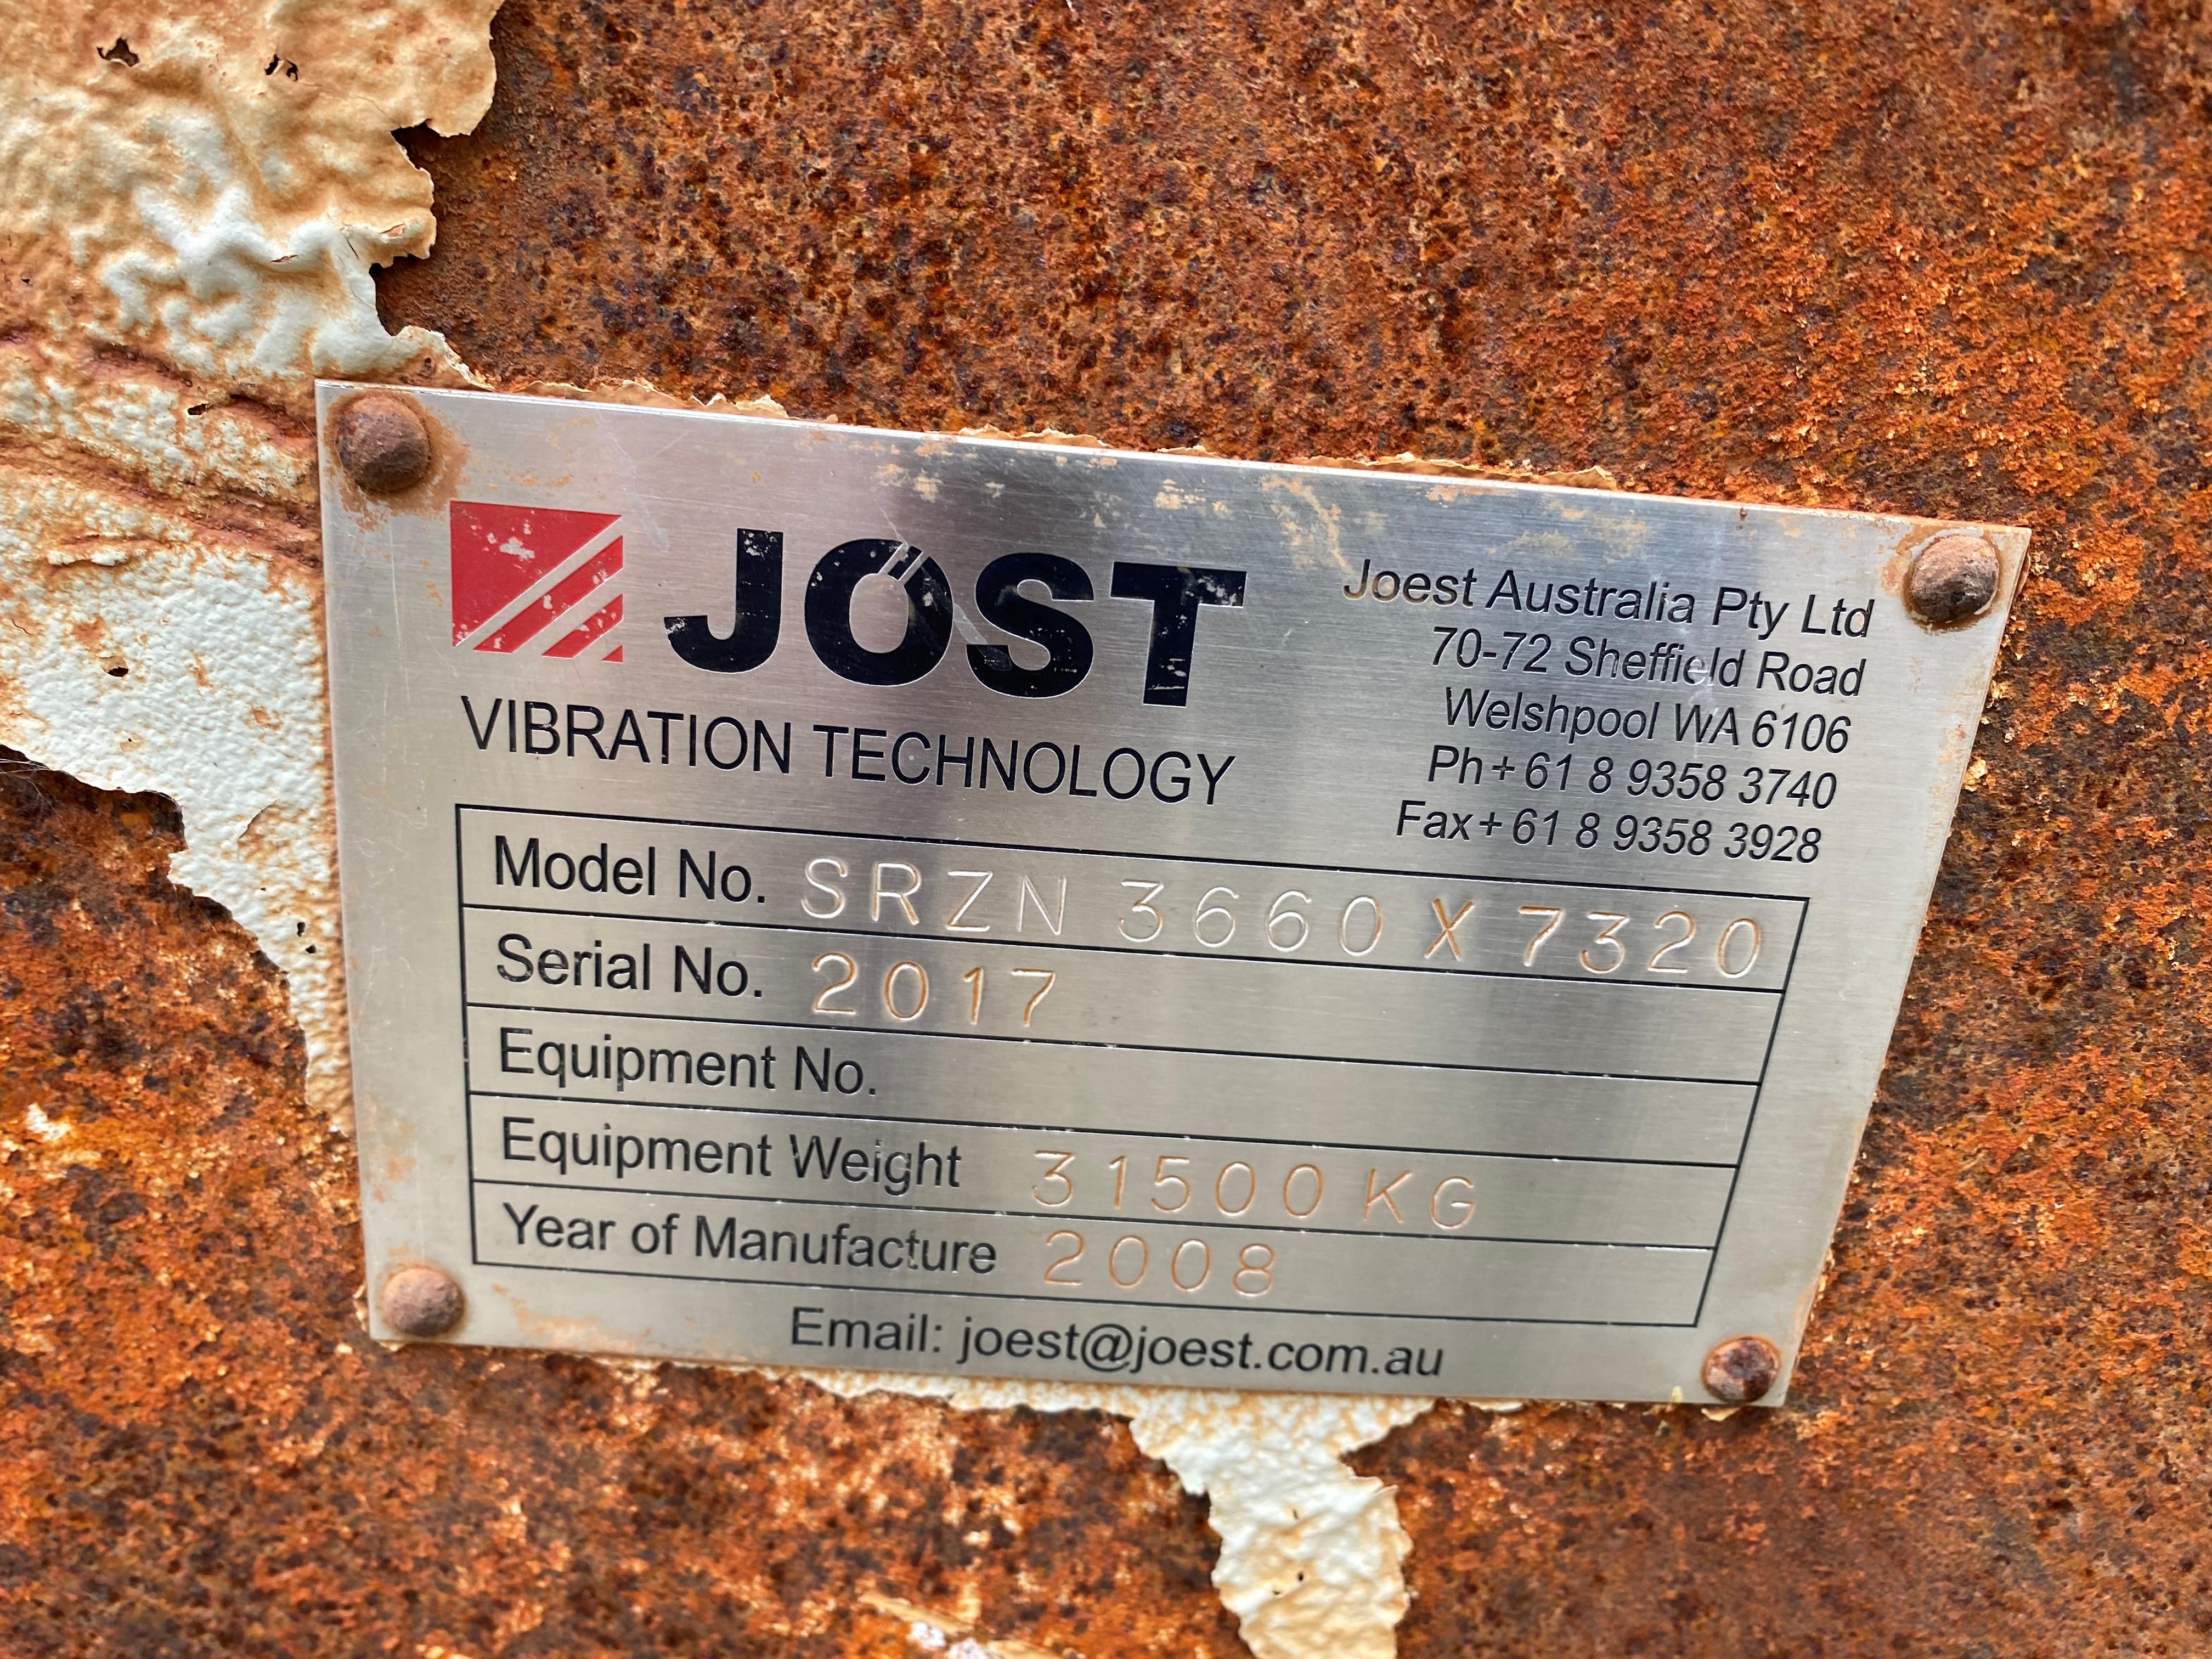 JÖST
VIBRATION TECHNOLOGY
Joest Australia Pty Ltd
70-72 Sheffield Road
Welshpool WA 6106
Ph+ 61 8 9358 3740
Fax+ 61 8 9358 3928
Model No. SRZN 3660 X 7320
Serial No. 2017
Equipment No.
Equipment Weight 31500 KG
Year of Manufacture 2008
Email: joest@joest.com.au